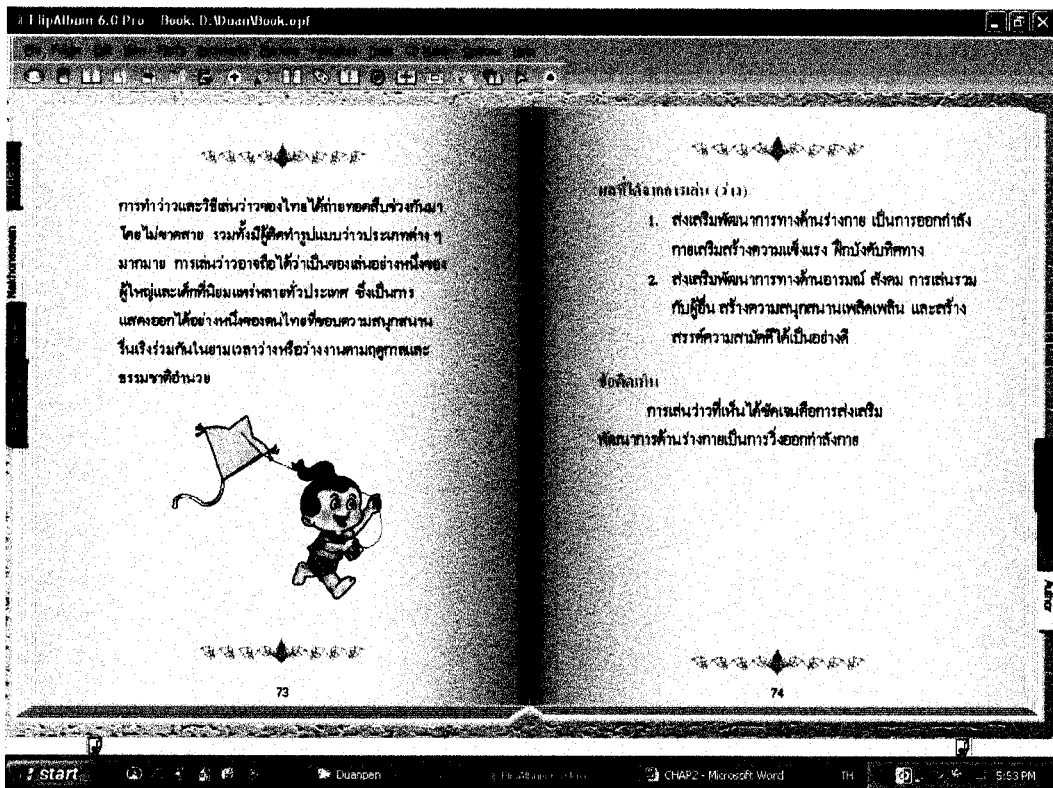 FlipAlbum 6.0 Pro - Book: D:\Duan\Book.opf
Nakhonsawan
การทำว่าวและวิธีเล่นว่าวของไทยได้ถ่ายทอดสืบช่วงกันมา
โดยไม่ขาดสาย รวมทั้งมีผู้คิดทำรูปแบบว่าวประเภทต่าง ๆ
มากมาย การเล่นว่าวอาจถือได้ว่าเป็นของเล่นอย่างหนึ่งของ
ผู้ใหญ่และเด็กที่นิยมแพร่หลายทั่วประเทศ ซึ่งเป็นการ
แสดงออกได้อย่างหนึ่งของคนไทยที่ชอบความสนุกสนาน
รื่นเริงร่วมกันในยามเวลาว่างหรือว่างงานตามฤดูกาลและ
ธรรมชาติอำนวย
73
ผลที่ได้จากการเล่น (ว่าว)
1. ส่งเสริมพัฒนาการทางด้านร่างกาย เป็นการออกกำลัง
กายเสริมสร้างความแข็งแรง ฝึกบังคับทิศทาง
2. ส่งเสริมพัฒนาการทางด้านอารมณ์ สังคม การเล่นรวม
กับผู้อื่น สร้างความสนุกสนานเพลิดเพลิน และสร้าง
สรรค์ความสามัคคีได้เป็นอย่างดี
ข้อคิดเห็น
การเล่นว่าวที่เห็นได้ชัดเจนคือการส่งเสริม
พัฒนาการด้านร่างกายเป็นการวิ่งออกกำลังกาย
74
Author
start
Duanpen
CHAP2 - Microsoft Word
TH
5:53 PM